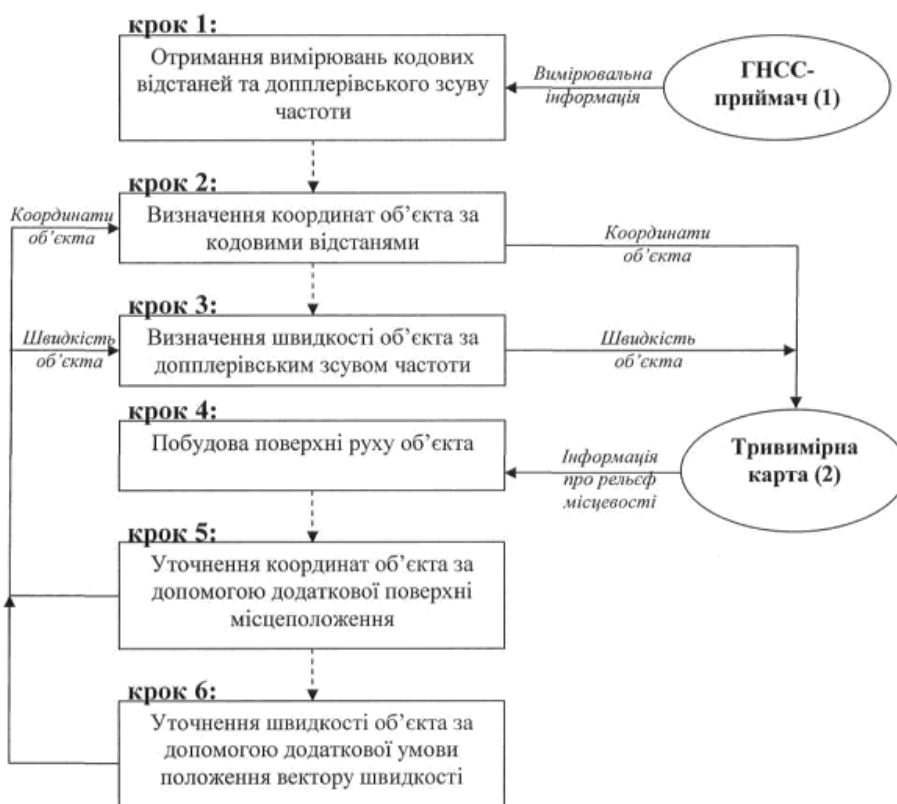 крок 1:
Отримання вимірювань кодових
відстаней та допплерівського зсуву
частоти
Вимірювальна
інформація
ГНСС-
приймач (1)
крок 2:
Визначення координат об’єкта за
кодовими відстанями
Координати
об’єкта
Координати
об’єкта
крок 3:
Визначення швидкості об’єкта за
допплерівським зсувом частоти
Швидкість
об’єкта
Швидкість
об’єкта
крок 4:
Побудова поверхні руху об’єкта
Інформація
про рельєф
місцевості
Тривимірна
карта (2)
крок 5:
Уточнення координат об’єкта за
допомогою додаткової поверхні
місцеположення
крок 6:
Уточнення швидкості об’єкта за
допомогою додаткової умови
положення вектору швидкості